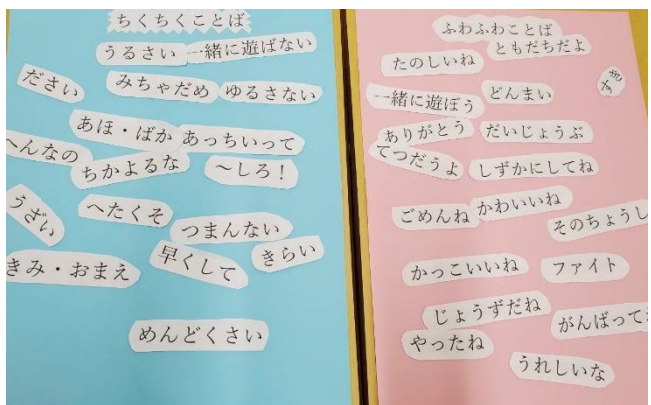 ちくちくことば
うるさい
一緒に遊ばない
ださい
みちゃだめ
ゆるさない
あほ・ばか
あっちいって
へんなの
ちかよるな
～しろ！
うざい
へたくそ
つまんない
きみ・おまえ
早くして
きらい
めんどくさい
ふわふわことば
ともだちだよ
たのしいね
すき
一緒に遊ぼう
どんまい
ありがとう
だいじょうぶ
てつだうよ
しずかにしてね
ごめんね
かわいいね
そのちょうし
かっこいいね
ファイト
じょうずだね
がんばって
やったね
うれしいな